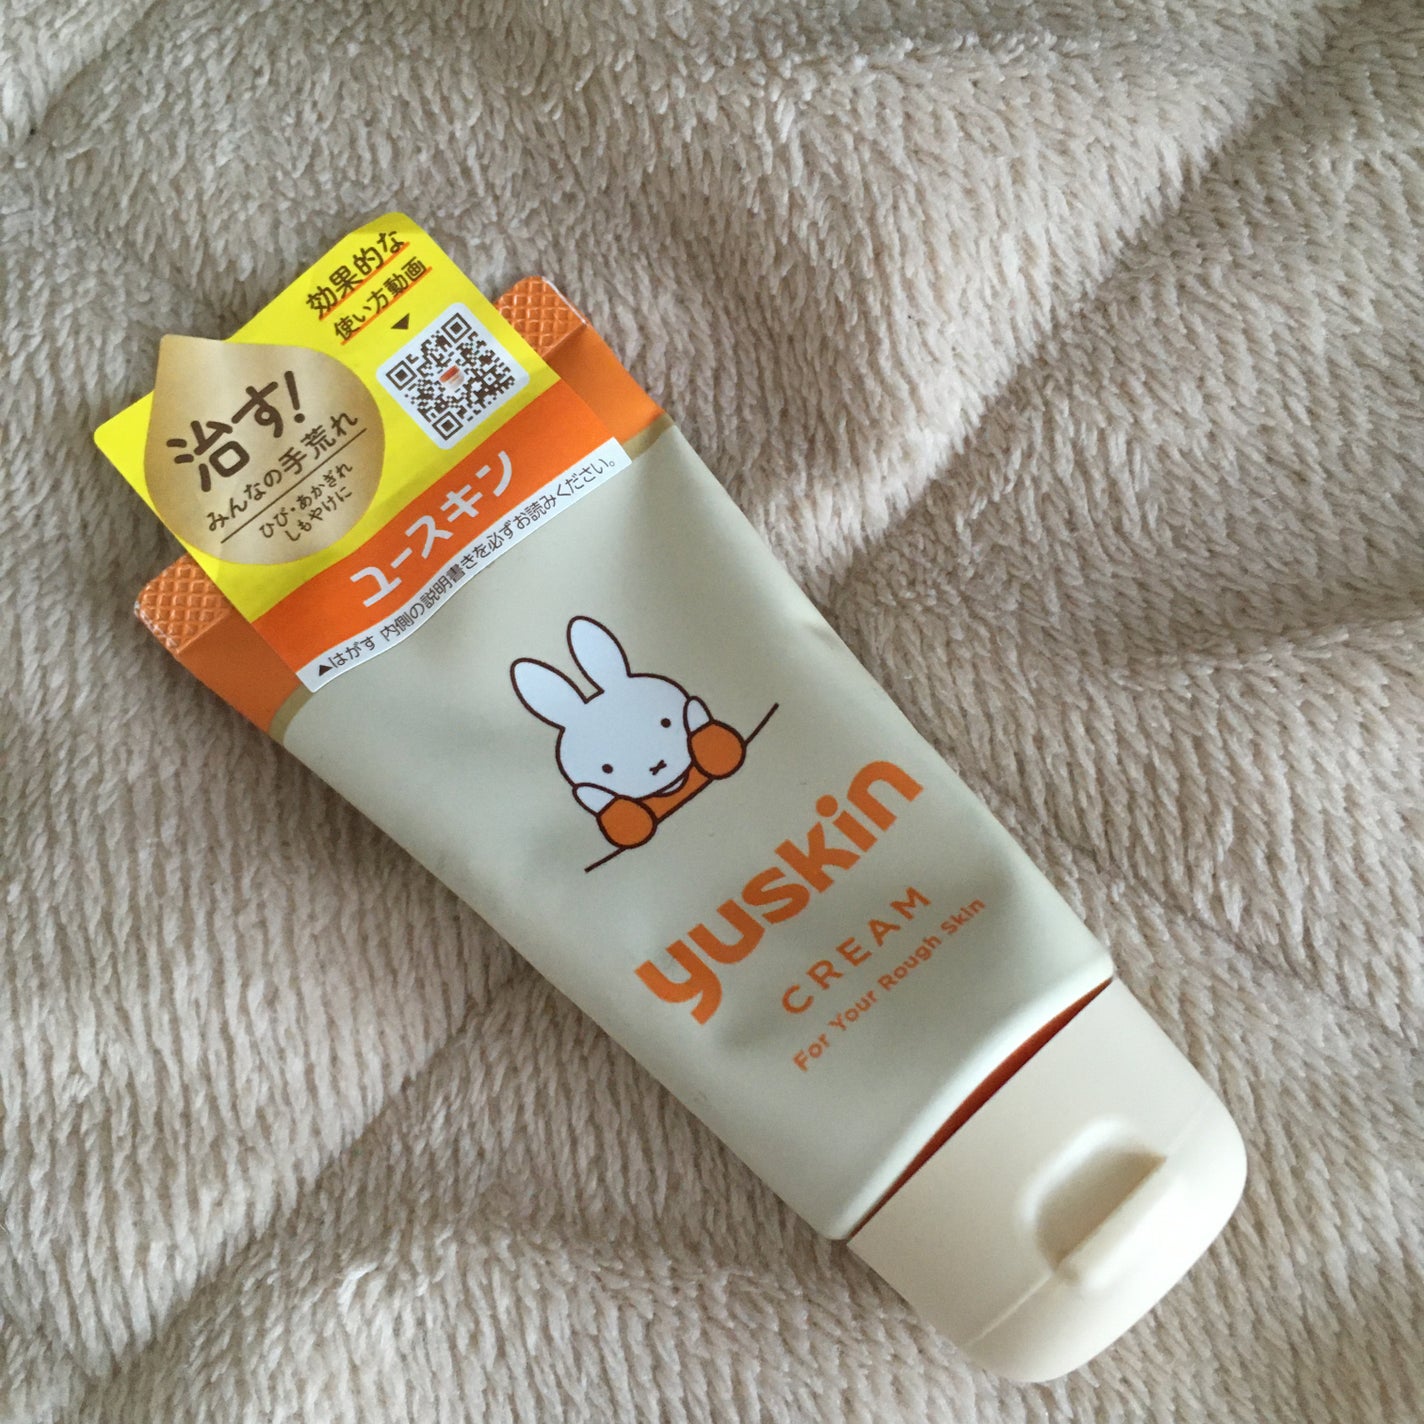 効果的な
使い方動画
▼
治す!
みんなの手荒れ
ひび・あかぎれ
しもやけに
ユースキン
▲はがす 内側の説明書きを必ずお読みください。
yuskin
CREAM
For Your Rough Skin